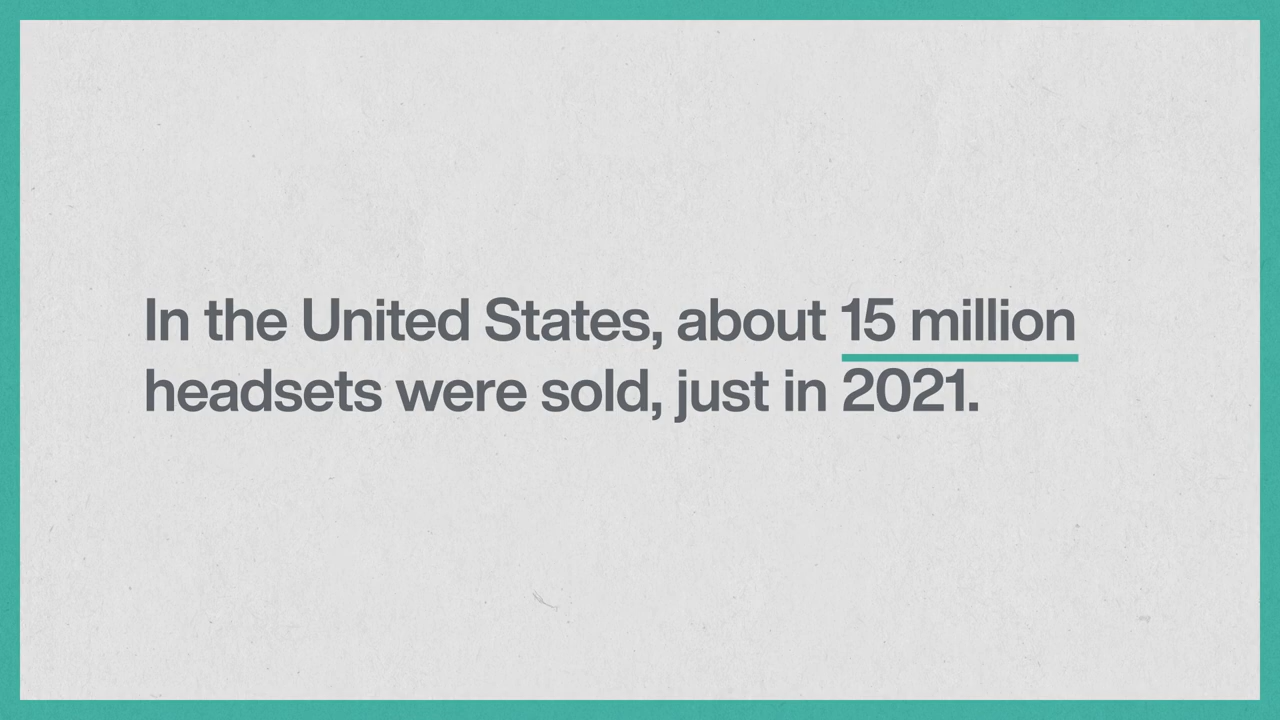 In the United States, about 15 million
headsets were sold, just in 2021.